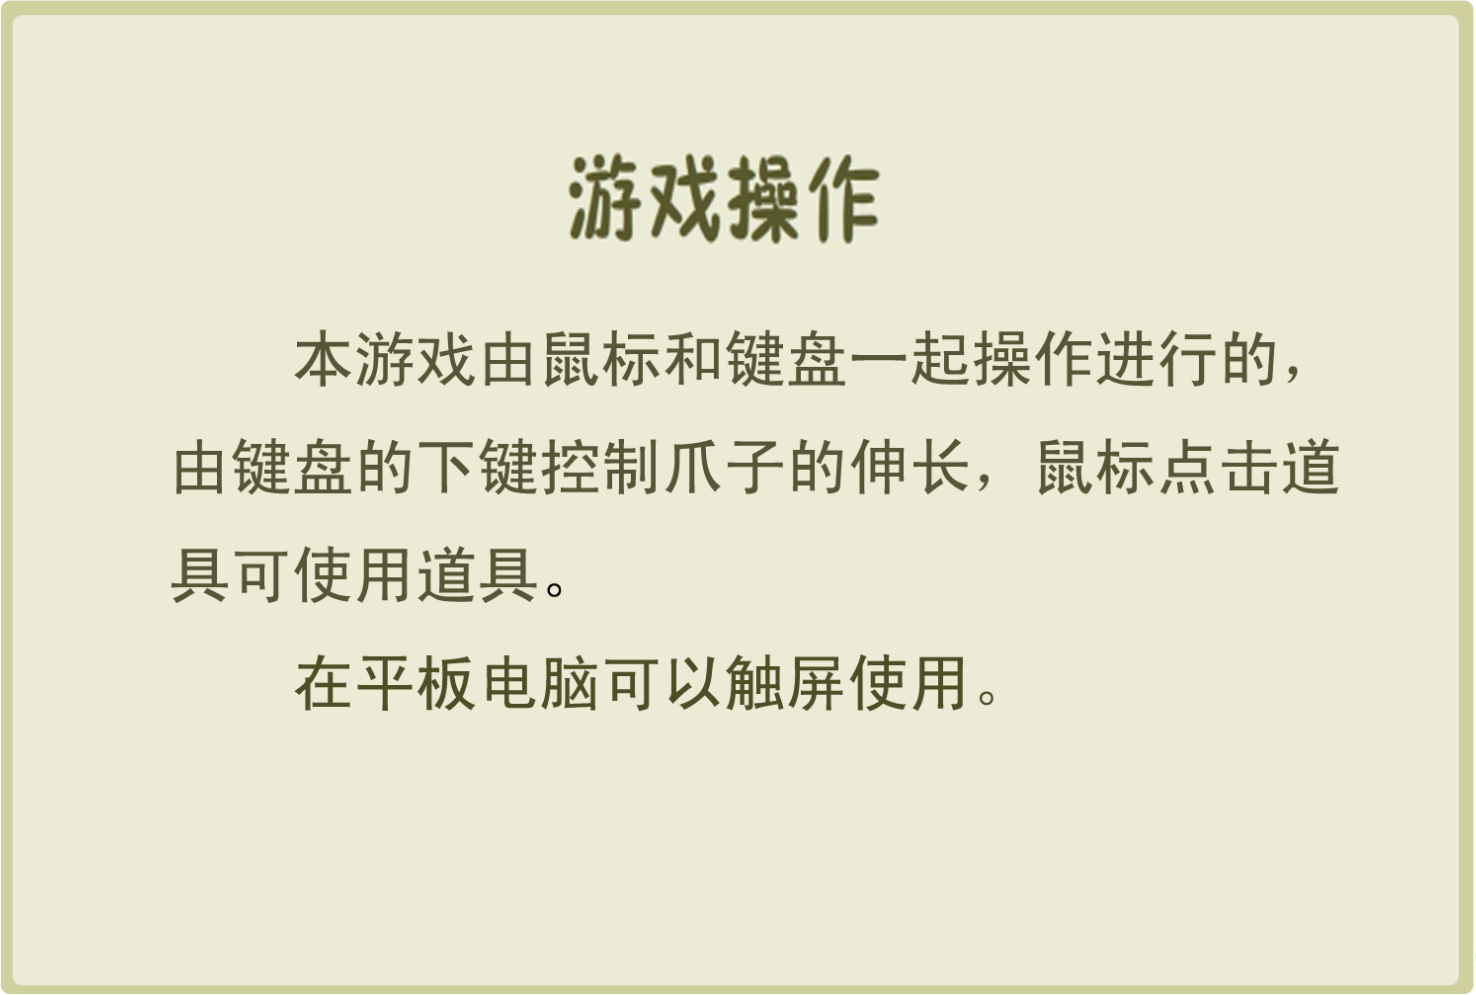 游戏操作
本游戏由鼠标和键盘一起操作进行的，
由键盘的下键控制爪子的伸长，鼠标点击道
具可使用道具。
在平板电脑可以触屏使用。